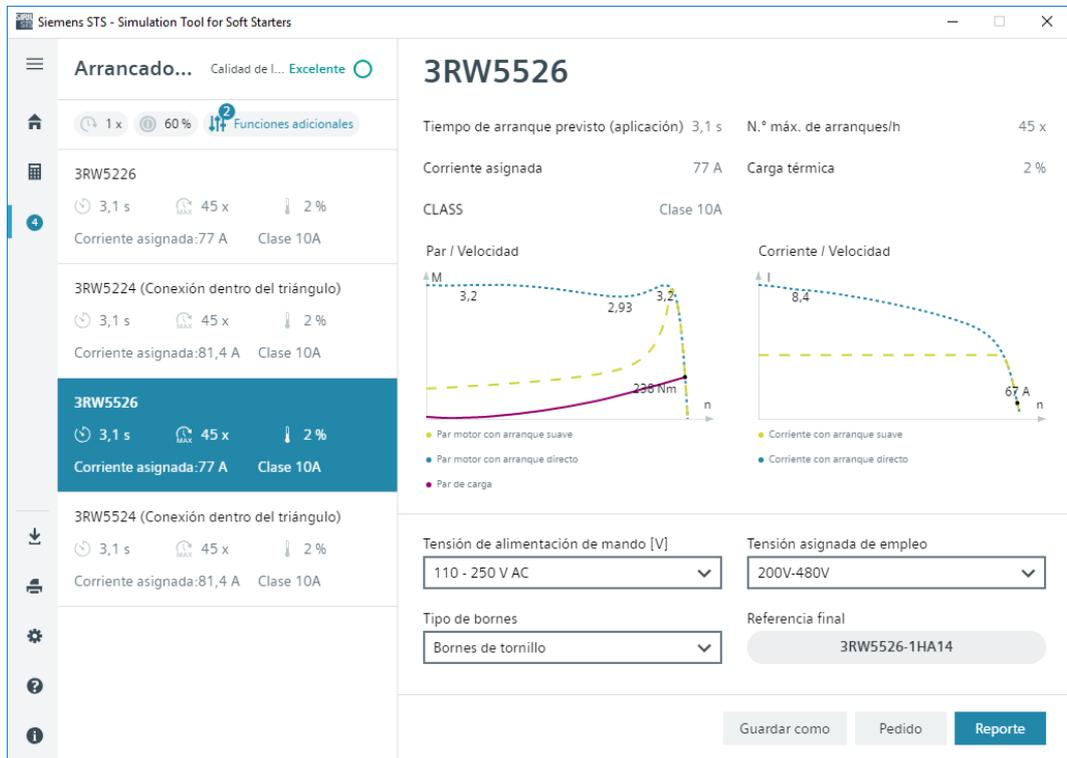 Siemens STS - Simulation Tool for Soft Starters
Arrancado... Calidad de l... Excelente
1 x 60 % 2 Funciones adicionales
3RW5226
3,1 s MAX 45 x 2 %
Corriente asignada:77 A Clase 10A
3RW5224 (Conexión dentro del triángulo)
3,1 s MAX 45 x 2 %
Corriente asignada:81,4 A Clase 10A
4
3RW5526
3,1 s MAX 45 x 2 %
Corriente asignada:77 A Clase 10A
3RW5524 (Conexión dentro del triángulo)
3,1 s MAX 45 x 2 %
Corriente asignada:81,4 A Clase 10A
3RW5526
Tiempo de arranque previsto (aplicación) 3,1 s N.° máx. de arranques/h 45 x
Corriente asignada 77 A Carga térmica 2 %
CLASS Clase 10A
Par / Velocidad
M
3,2
2,93
3,2
238 Nm
n
Par motor con arranque suave
Par motor con arranque directo
Par de carga
Corriente / Velocidad
I
8,4
67 A
n
Corriente con arranque suave
Corriente con arranque directo
Tensión de alimentación de mando [V] Tensión asignada de empleo
110 - 250 V AC 200V-480V
Tipo de bornes Referencia final
Bornes de tornillo 3RW5526-1HA14
Guardar como Pedido Reporte